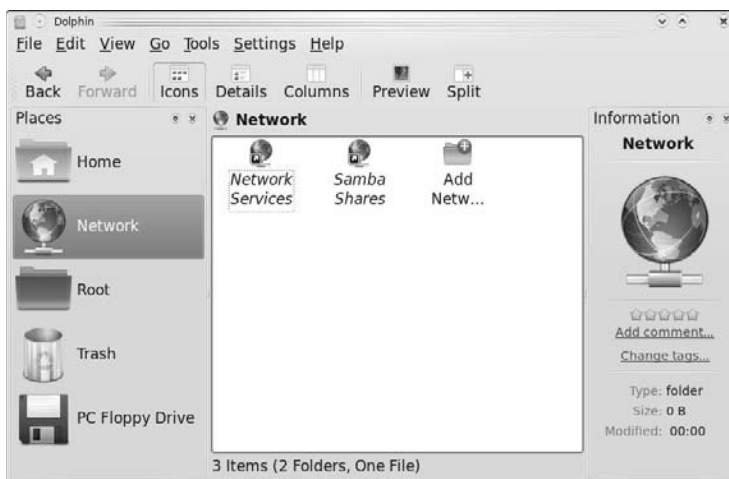 Dolphin
File Edit View Go Tools Settings Help
Back Forward Icons Details Columns Preview Split
Places
Home
Network
Root
Trash
PC Floppy Drive
Network
Network Services
Samba Shares
Add Netw...
3 Items (2 Folders, One File)
Information
Network
Add comment...
Change tags...
Type: folder
Size: 0 B
Modified: 00:00